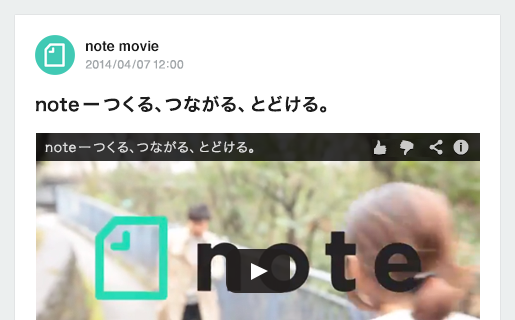 note movie
2014/04/07 12:00
note ー つくる、つながる、とどける。
note ー つくる、つながる、とどける。
note